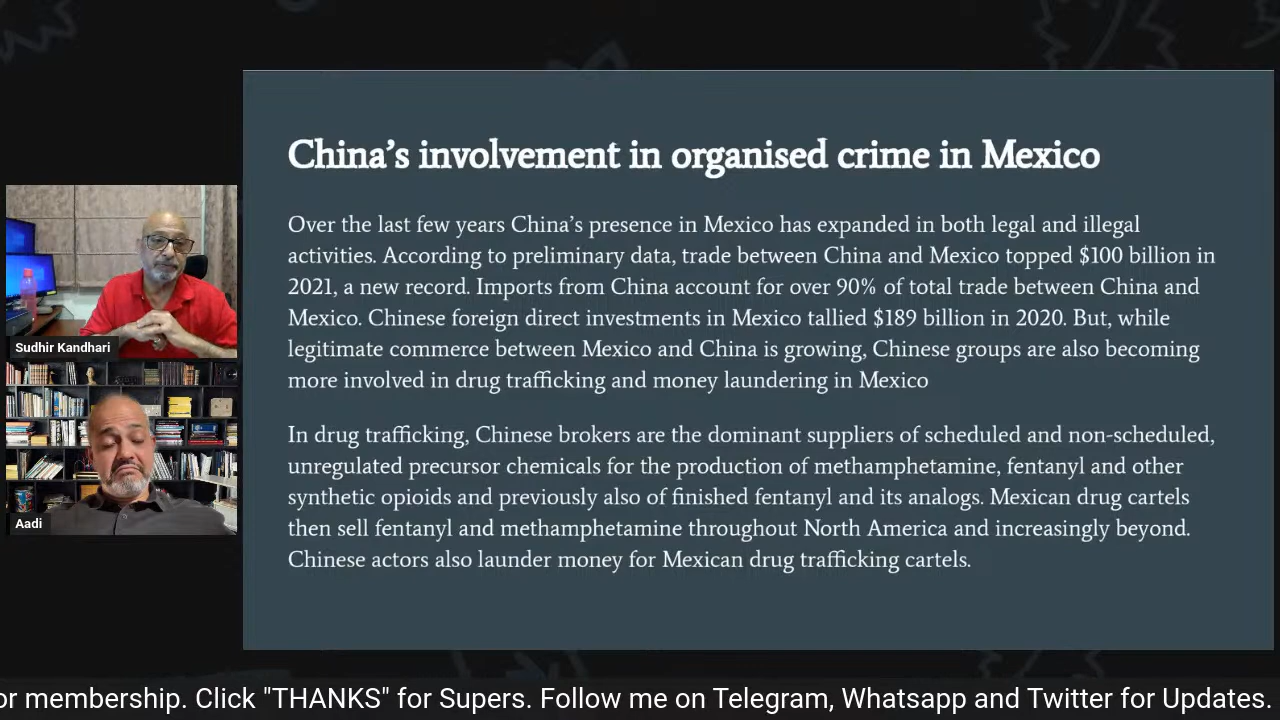 China's involvement in organised crime in Mexico
Over the last few years China's presence in Mexico has expanded in both legal and illegal
activities. According to preliminary data, trade between China and Mexico topped $100 billion in
2021, a new record. Imports from China account for over 90% of total trade between China and
Mexico. Chinese foreign direct investments in Mexico tallied $189 billion in 2020. But, while
legitimate commerce between Mexico and China is growing, Chinese groups are also becoming
more involved in drug trafficking and money laundering in Mexico
In drug trafficking, Chinese brokers are the dominant suppliers of scheduled and non-scheduled,
unregulated precursor chemicals for the production of methamphetamine, fentanyl and other
synthetic opioids and previously also of finished fentanyl and its analogs. Mexican drug cartels
then sell fentanyl and methamphetamine throughout North America and increasingly beyond.
Chinese actors also launder money for Mexican drug trafficking cartels.
Sudhir Kandhari
Aadi
or membership. Click "THANKS" for Supers. Follow me on Telegram, Whatsapp and Twitter for Updates.